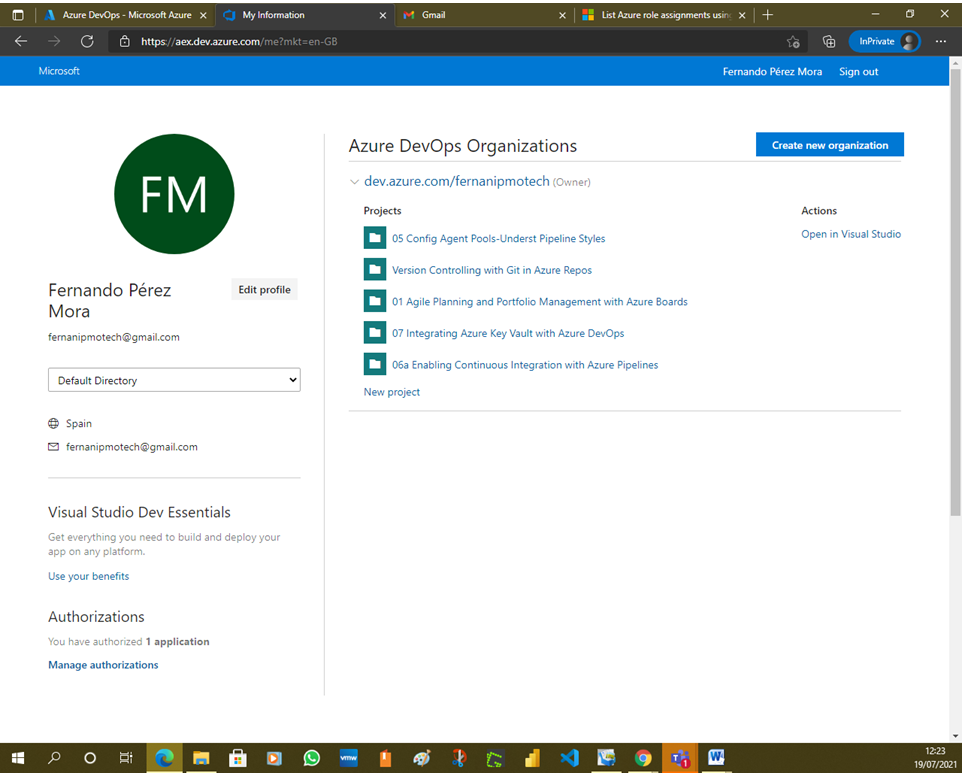 Azure DevOps - Microsoft Azure
My Information
Gmail
List Azure role assignments using
https://aex.dev.azure.com/me?mkt=en-GB
InPrivate
Microsoft
Fernando Pérez Mora
Sign out
FM
Fernando Pérez
Mora
Edit profile
fernanipmotech@gmail.com
Default Directory
Spain
fernanipmotech@gmail.com
Visual Studio Dev Essentials
Get everything you need to build and deploy your
app on any platform.
Use your benefits
Authorizations
You have authorized 1 application
Manage authorizations
Azure DevOps Organizations
Create new organization
dev.azure.com/fernanipmotech (Owner)
Projects
Actions
05 Config Agent Pools-Underst Pipeline Styles
Open in Visual Studio
Version Controlling with Git in Azure Repos
01 Agile Planning and Portfolio Management with Azure Boards
07 Integrating Azure Key Vault with Azure DevOps
06a Enabling Continuous Integration with Azure Pipelines
New project
vmw
1
W
12:23
19/07/2021